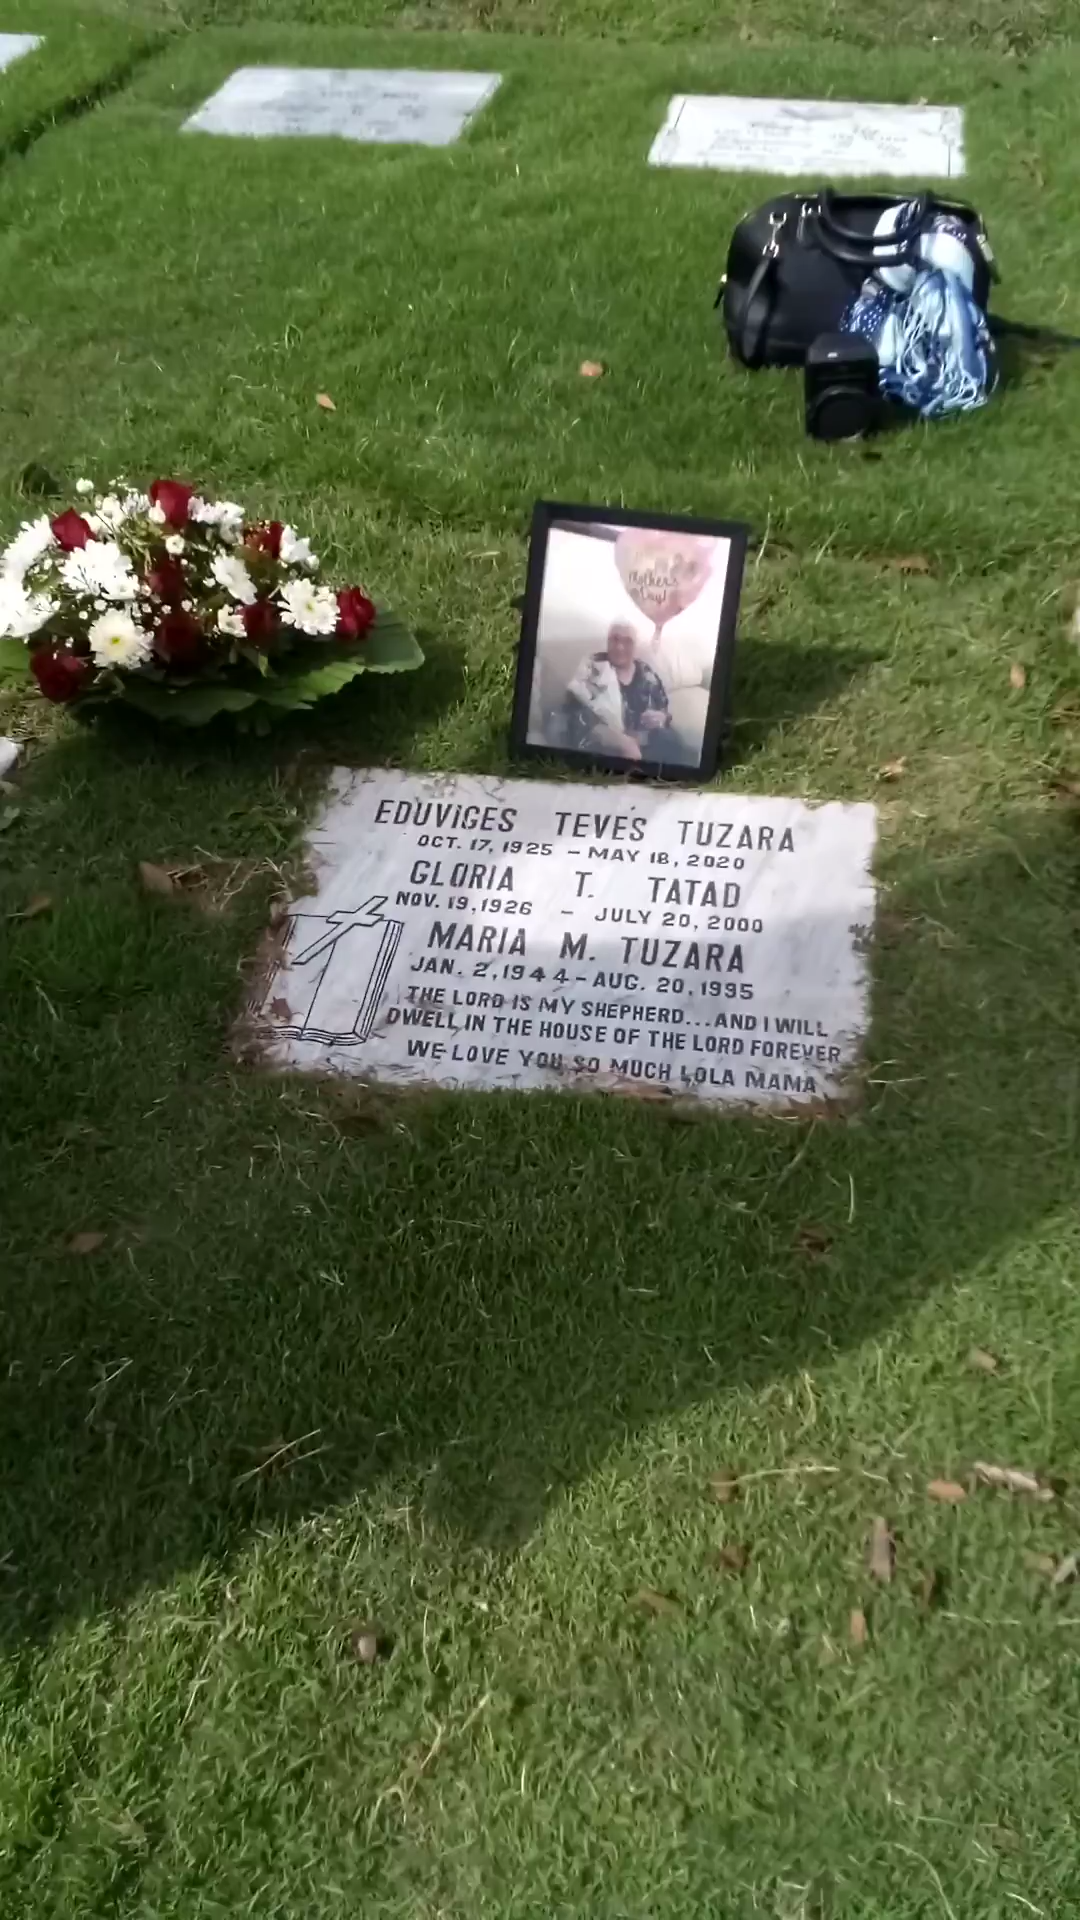 Mother's
Day!
EDUVIGES TEVES TUZARA
OCT. 17, 1925 - MAY 18, 2020
GLORIA T. TATAD
NOV. 19, 1926 - JULY 20, 2000
MARIA M. TUZARA
JAN. 2, 1944 - AUG. 20, 1995
THE LORD IS MY SHEPHERD...AND I WILL
DWELL IN THE HOUSE OF THE LORD FOREVER
WE LOVE YOU SO MUCH LOLA MAMA